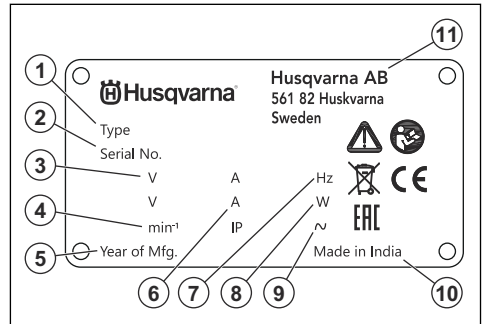 11
1
Husqvarna
Husqvarna AB
561 82 Huskvarna
Sweden
2
Type
Serial No.
3
V A Hz
CE
V A W
EAC
4
min⁻¹ IP ~
5
Year of Mfg.
Made in India
6 7 8 9 10